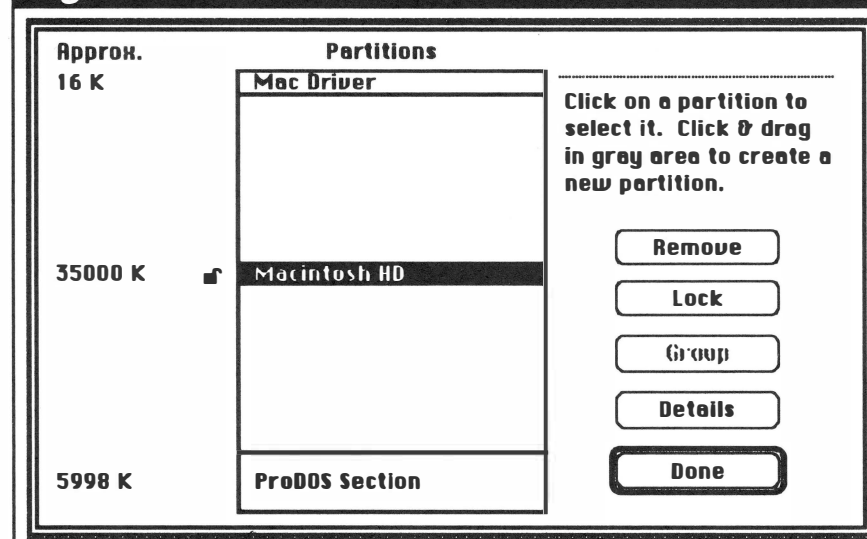 Approx.
Partitions
16 K
Mac Driver
Click on a partition to
select it. Click & drag
in gray area to create a
new partition.
Remove
35000 K
Macintosh HD
Lock
Group
Details
5998 K
ProDOS Section
Done